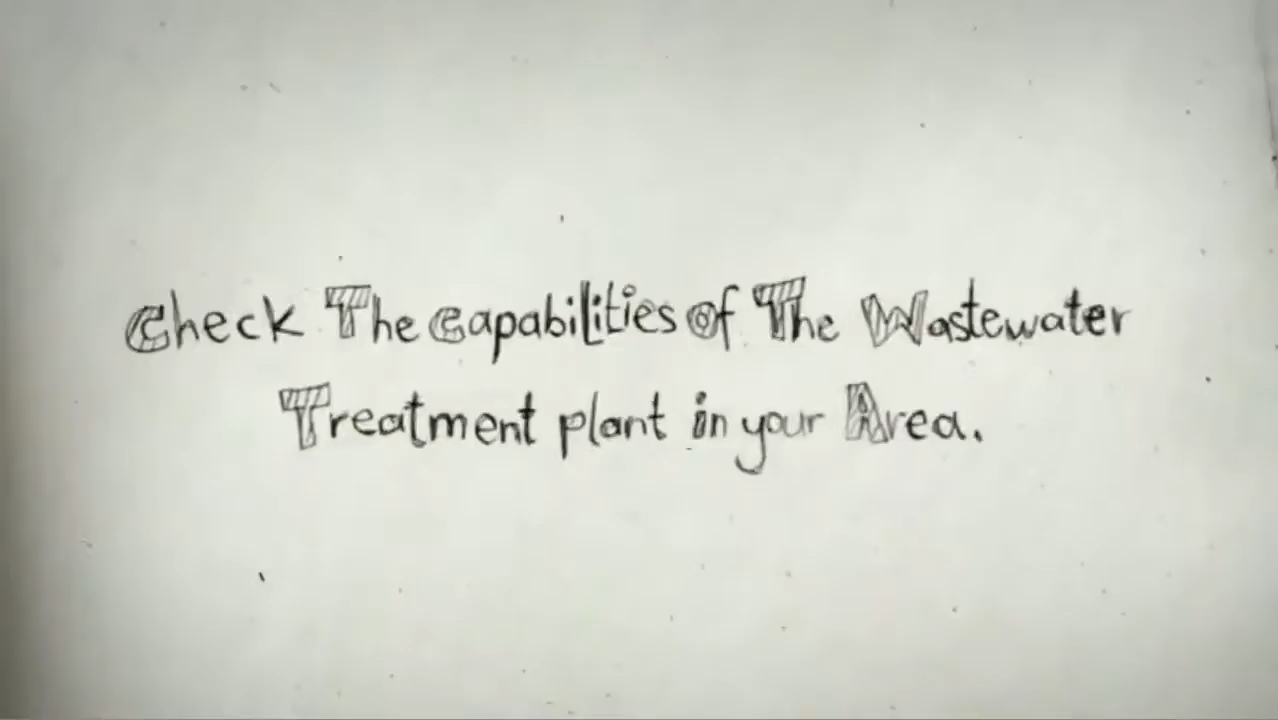 Check The Capabilities of The Wastewater
Treatment plant in your Area.